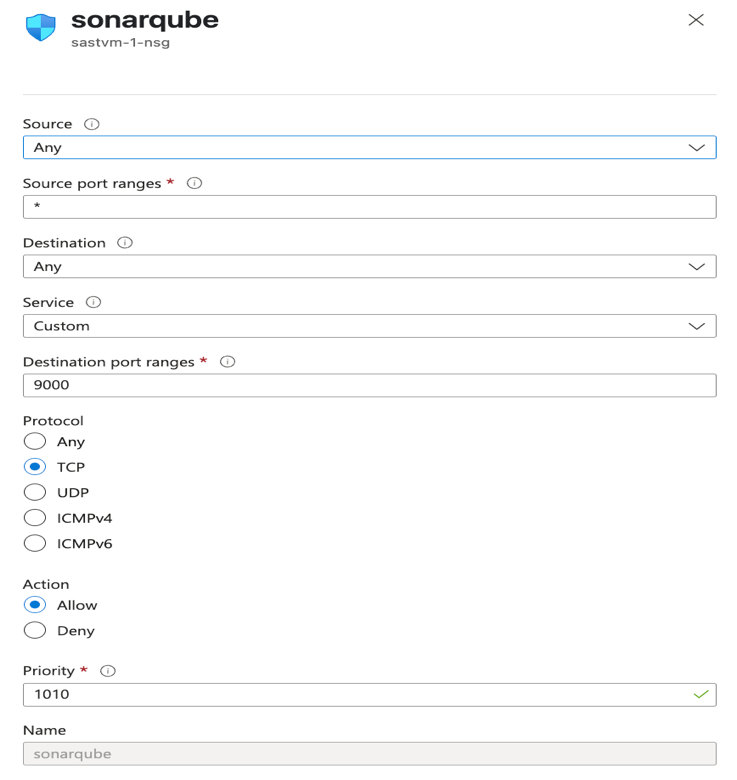 sonarqube
sastvm-1-nsg
Source
Any
Source port ranges *
*
Destination
Any
Service
Custom
Destination port ranges *
9000
Protocol
Any
TCP
UDP
ICMPv4
ICMPv6
Action
Allow
Deny
Priority *
1010
Name
sonarqube